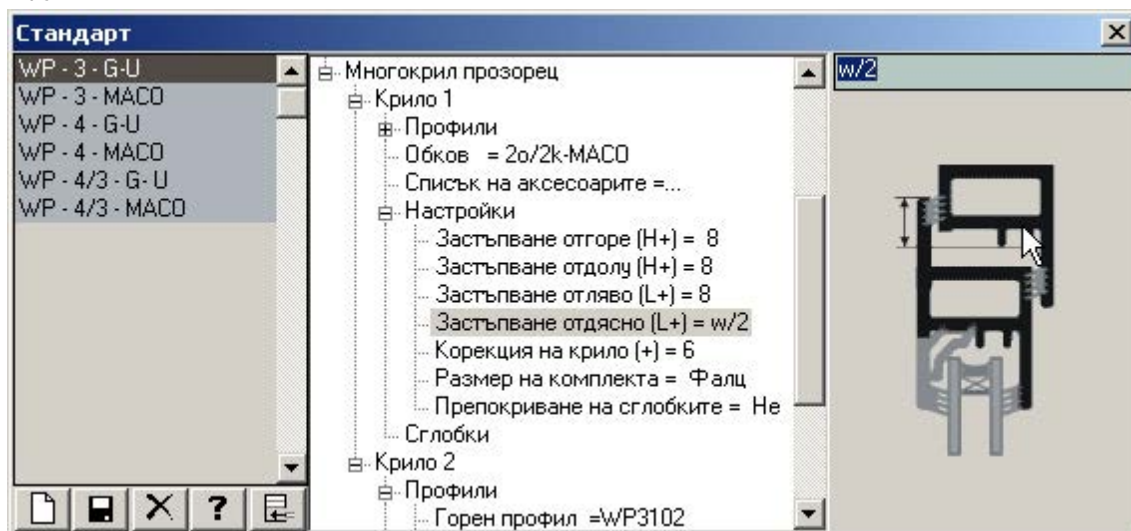 Стандарт
WP - 3 - G-U
WP - 3 - MACO
WP - 4 - G-U
WP - 4 - MACO
WP - 4/3 - G- U
WP - 4/3 - MACO
Многокрил прозорец
Крило 1
Профили
Обков = 2o/2k-MACO
Списък на аксесоарите =...
Настройки
Застъпване отгоре (H+) = 8
Застъпване отдолу (H+) = 8
Застъпване отляво (L+) = 8
Застъпване отдясно (L+) = w/2
Корекция на крило (+) = 6
Размер на комплекта = Фалц
Препокриване на сглобките = Не
Сглобки
Крило 2
Профили
Горен профил =WP3102
w/2
?